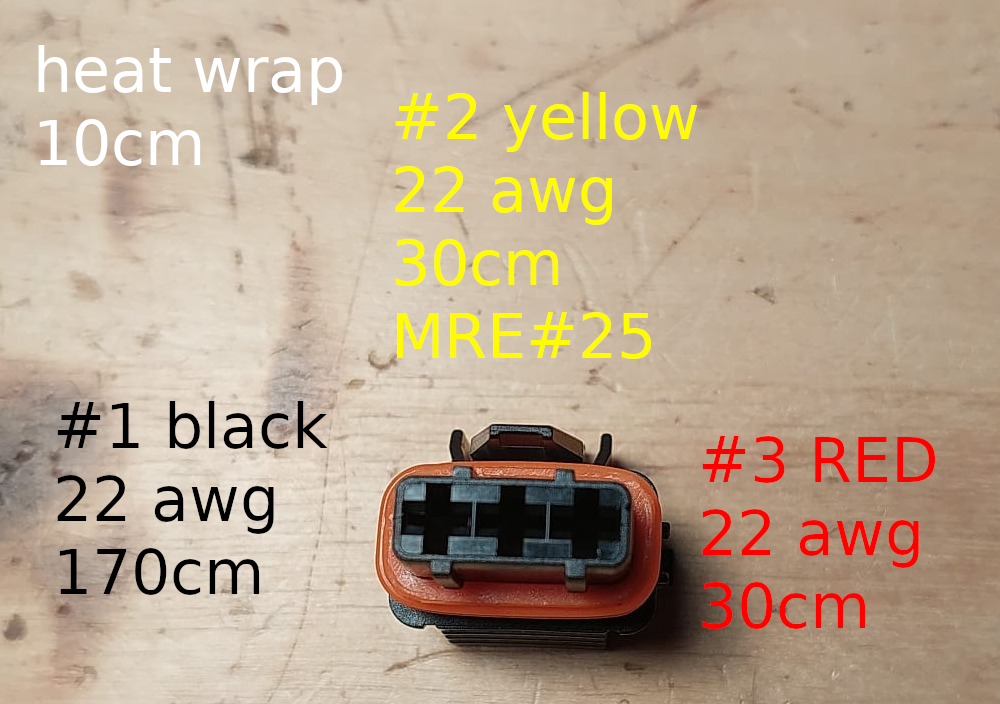 heat wrap
10cm
#2 yellow
22 awg
30cm
MRE#25
#1 black
22 awg
170cm
#3 RED
22 awg
30cm